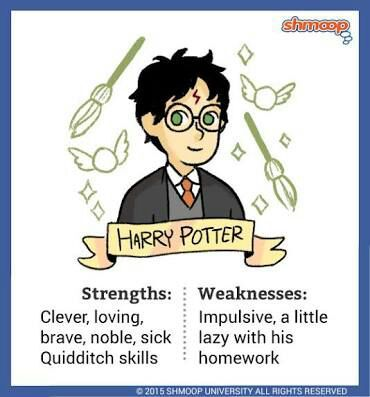 shmoop
HARRY POTTER
Strengths:
Clever, loving,
brave, noble, sick
Quidditch skills
Weaknesses:
Impulsive, a little
lazy with his
homework
© 2015 SHMOOP UNIVERSITY ALL RIGHTS RESERVED